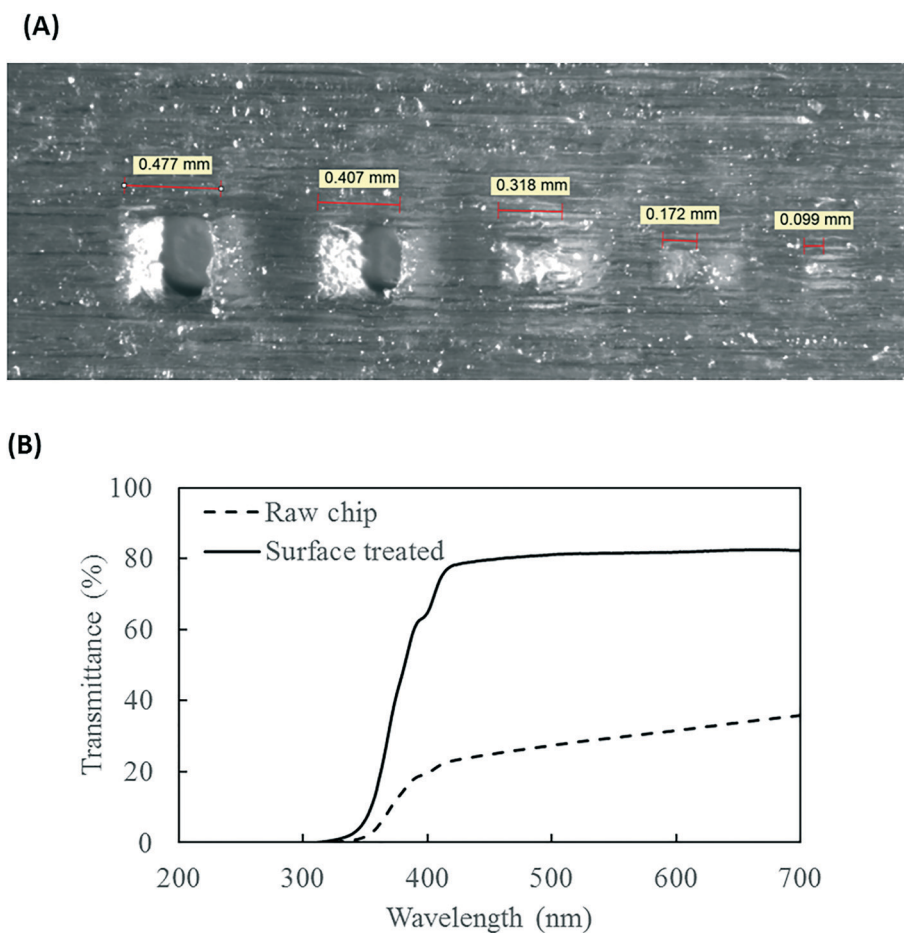 (A)
0.477 mm
0.407 mm
0.318 mm
0.172 mm
0.099 mm
(B)
100
80
60
40
20
0
Transmittance (%)
Raw chip
Surface treated
200 300 400 500 600 700
Wavelength (nm)